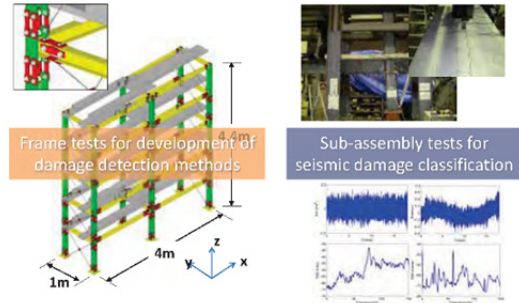 4.4m
Frame tests for development of
damage detection methods
4m
1m
z
y
x
Sub-assembly tests for
seismic damage classification